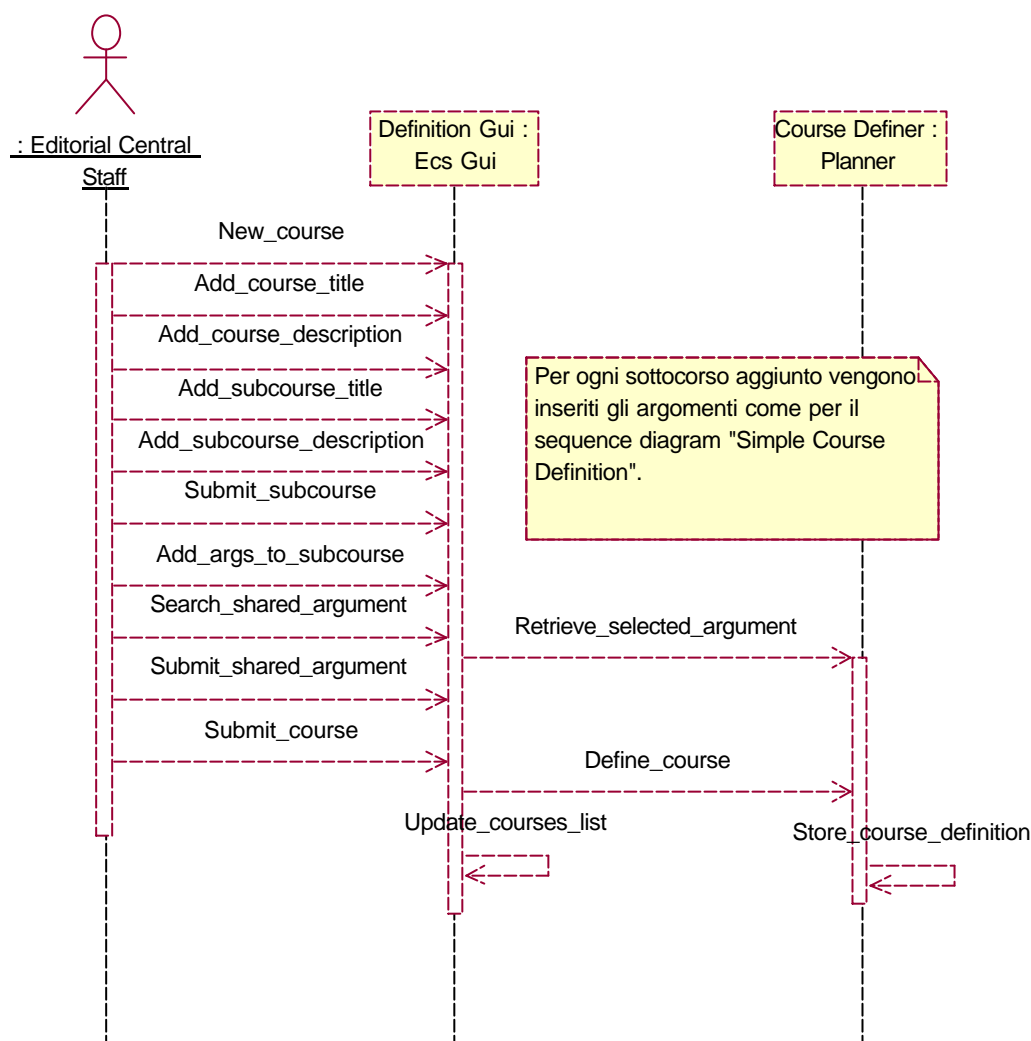 : Editorial Central
Staff
Definition Gui :
Ecs Gui
Course Definer :
Planner
New_course
Add_course_title
Add_course_description
Add_subcourse_title
Add_subcourse_description
Submit_subcourse
Add_args_to_subcourse
Search_shared_argument
Submit_shared_argument
Submit_course
Per ogni sottocorso aggiunto vengono
inseriti gli argomenti come per il
sequence diagram "Simple Course
Definition".
Retrieve_selected_argument
Define_course
Update_courses_list
Store_course_definition